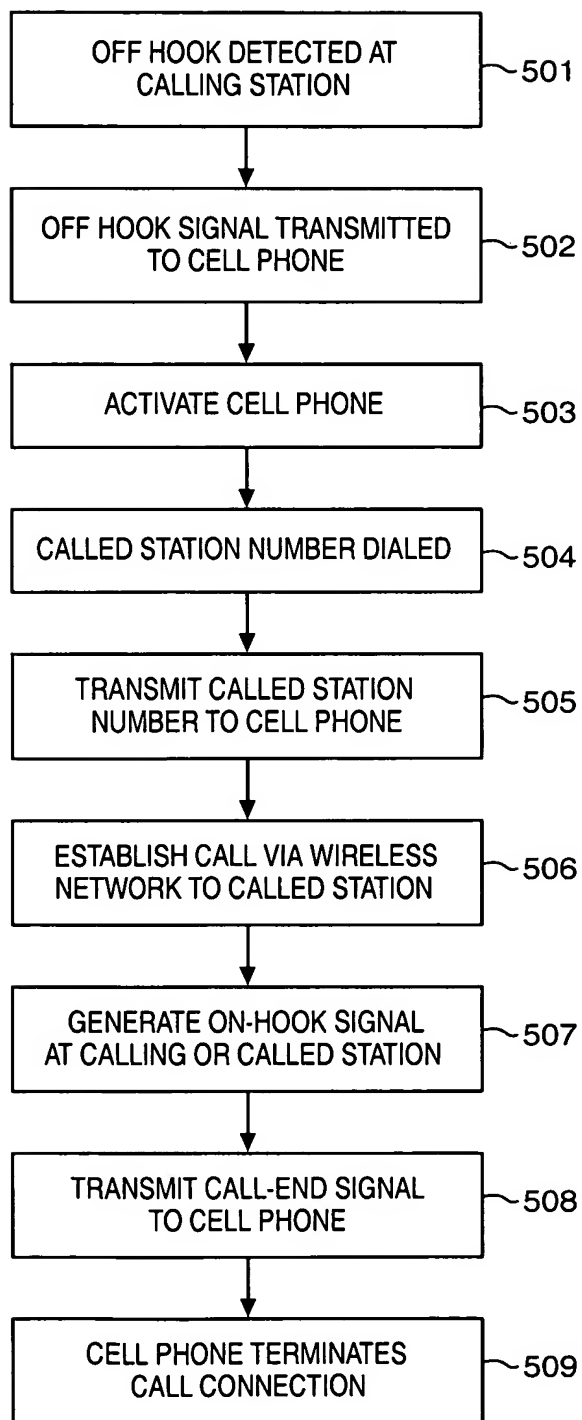 OFF HOOK DETECTED AT
CALLING STATION
501
OFF HOOK SIGNAL TRANSMITTED
TO CELL PHONE
502
ACTIVATE CELL PHONE
503
CALLED STATION NUMBER DIALED
504
TRANSMIT CALLED STATION
NUMBER TO CELL PHONE
505
ESTABLISH CALL VIA WIRELESS
NETWORK TO CALLED STATION
506
GENERATE ON-HOOK SIGNAL
AT CALLING OR CALLED STATION
507
TRANSMIT CALL-END SIGNAL
TO CELL PHONE
508
CELL PHONE TERMINATES
CALL CONNECTION
509